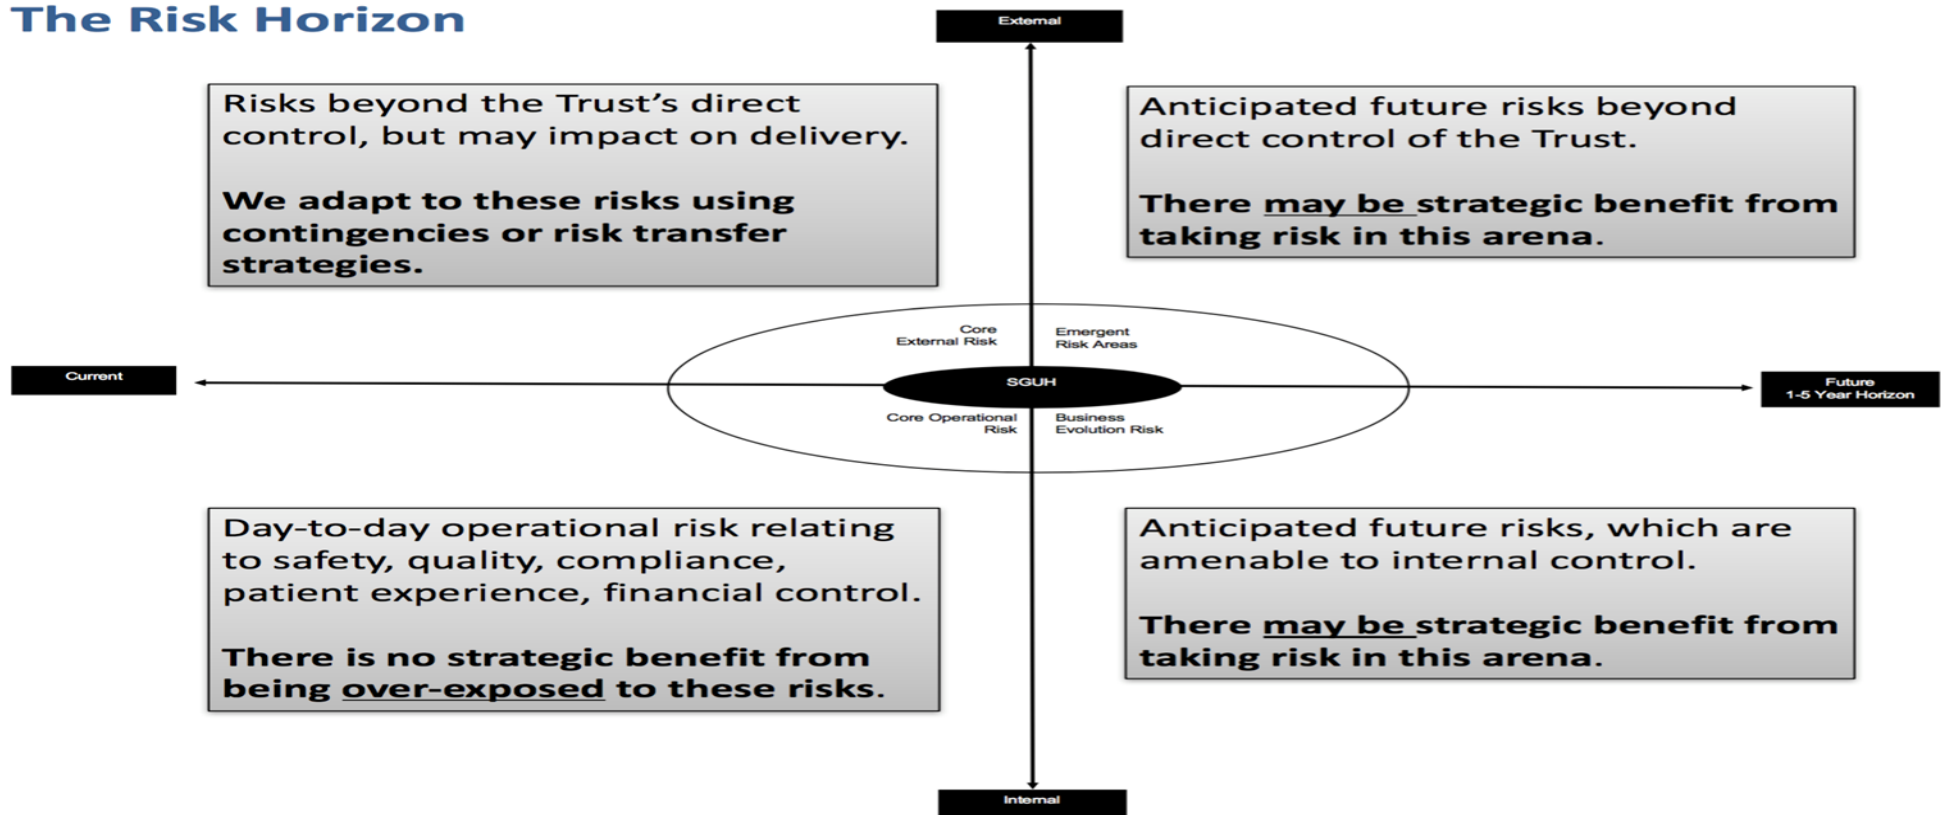 The Risk Horizon
External
Risks beyond the Trust’s direct
control, but may impact on delivery.
We adapt to these risks using
contingencies or risk transfer
strategies.
Anticipated future risks beyond
direct control of the Trust.
There may be strategic benefit from
taking risk in this arena.
Core
External Risk
Emergent
Risk Areas
Current
SGUH
Future
1-5 Year Horizon
Core Operational
Risk
Business
Evolution Risk
Day-to-day operational risk relating
to safety, quality, compliance,
patient experience, financial control.
There is no strategic benefit from
being over-exposed to these risks.
Anticipated future risks, which are
amenable to internal control.
There may be strategic benefit from
taking risk in this arena.
Internal